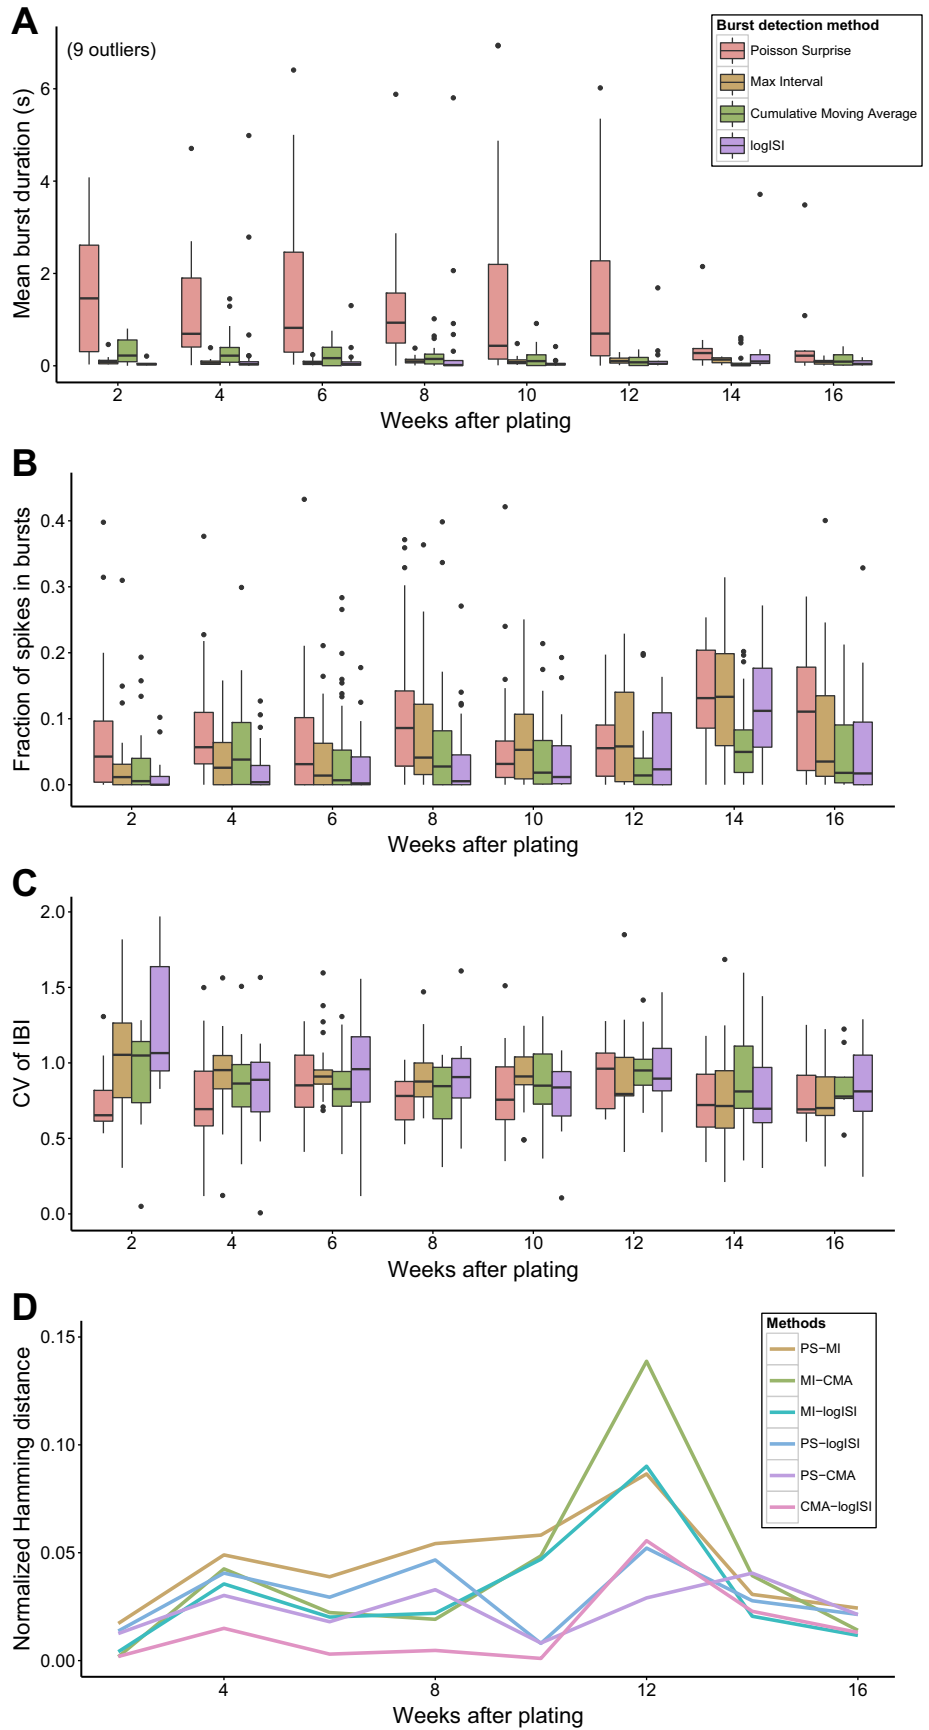 A
(9 outliers)
Burst detection method
Poisson Surprise
Max Interval
Cumulative Moving Average
logISI
Mean burst duration (s)
6
4
2
0
2 4 6 8 10 12 14 16
Weeks after plating
B
Fraction of spikes in bursts
0.4
0.3
0.2
0.1
0.0
2 4 6 8 10 12 14 16
Weeks after plating
C
CV of IBI
2.0
1.5
1.0
0.5
0.0
2 4 6 8 10 12 14 16
Weeks after plating
D
Methods
PS−MI
MI−CMA
MI−logISI
PS−logISI
PS−CMA
CMA−logISI
Normalized Hamming distance
0.15
0.10
0.05
0.00
4 8 12 16
Weeks after plating